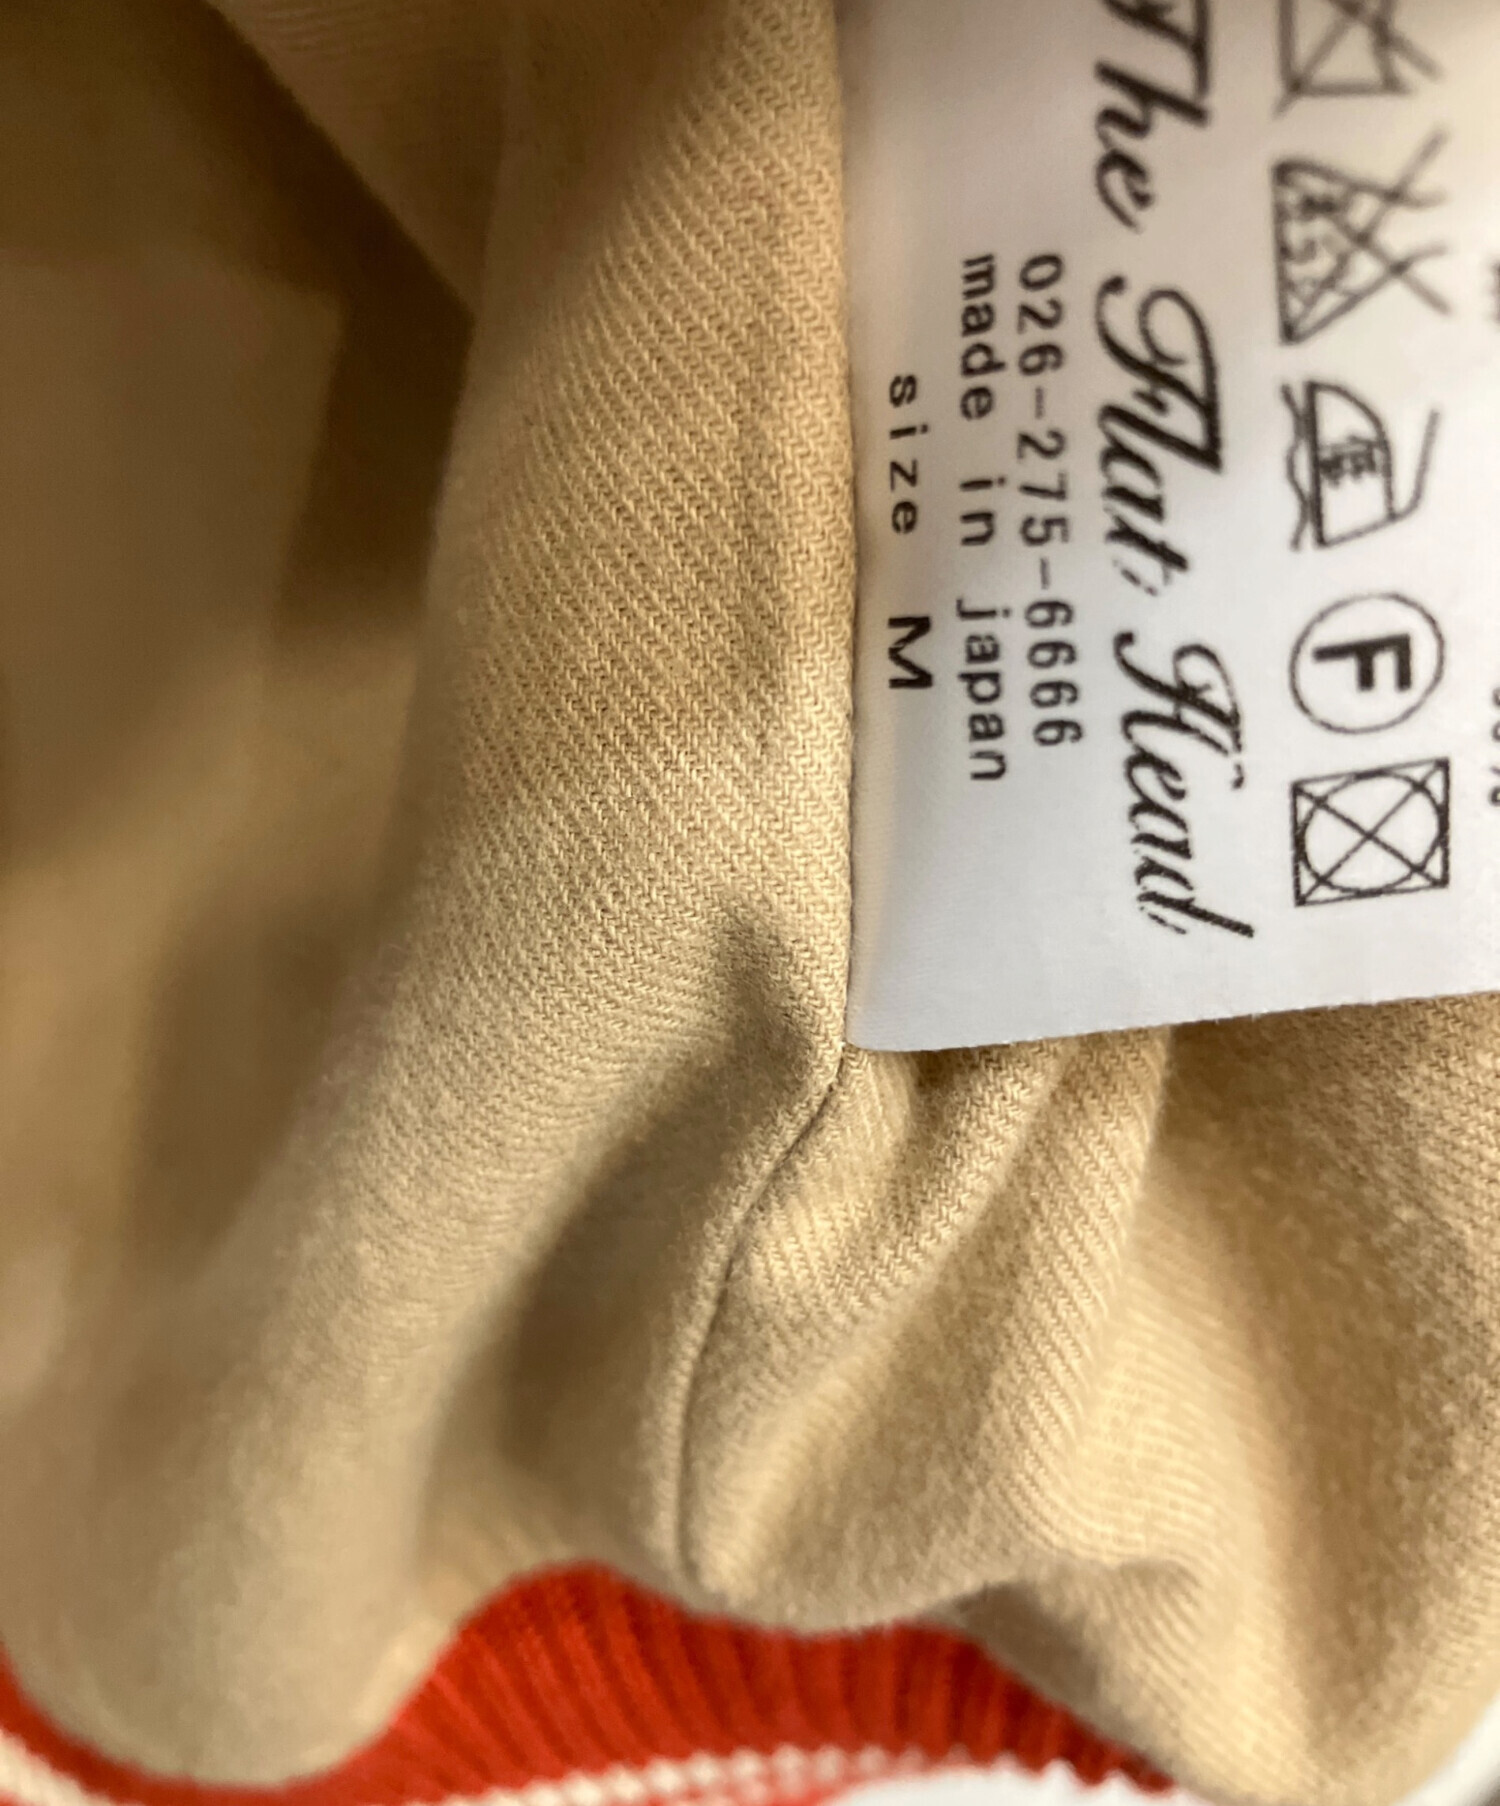 F
The Flat Head
026-275-6666
made in japan
size M